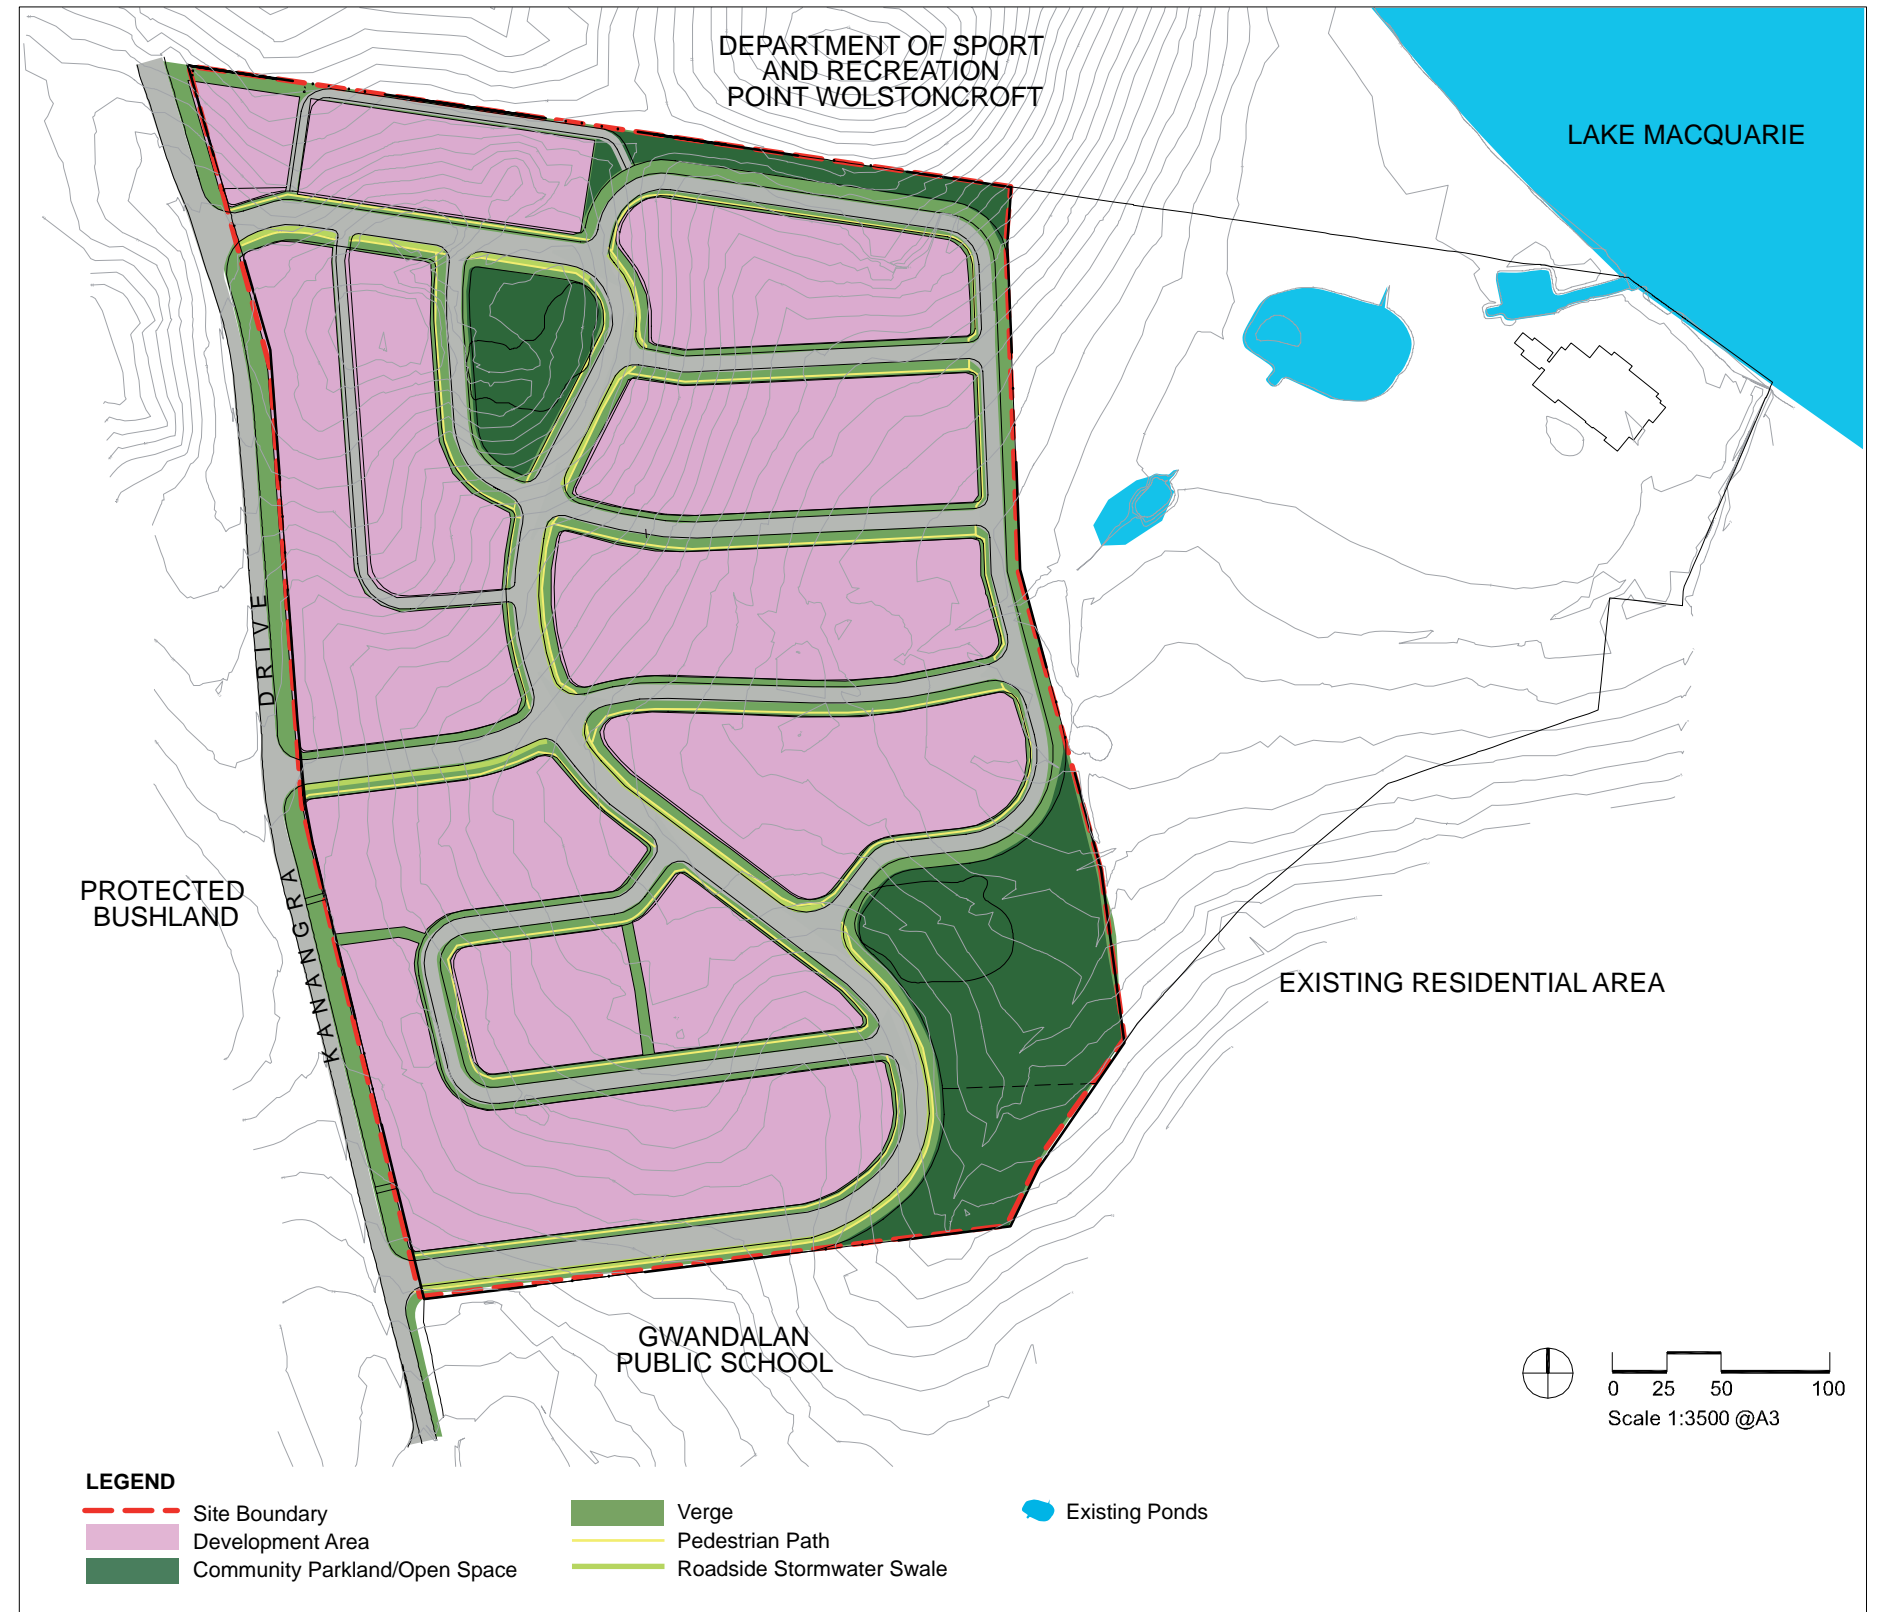 DEPARTMENT OF SPORT
AND RECREATION
POINT WOLSTONCROFT
LAKE MACQUARIE
DRIVE
PROTECTED
BUSHLAND
KANANGRA
EXISTING RESIDENTIAL AREA
GWANDALAN
PUBLIC SCHOOL
0 25 50 100
Scale 1:3500 @A3
LEGEND
Site Boundary
Development Area
Community Parkland/Open Space
Verge
Pedestrian Path
Roadside Stormwater Swale
Existing Ponds